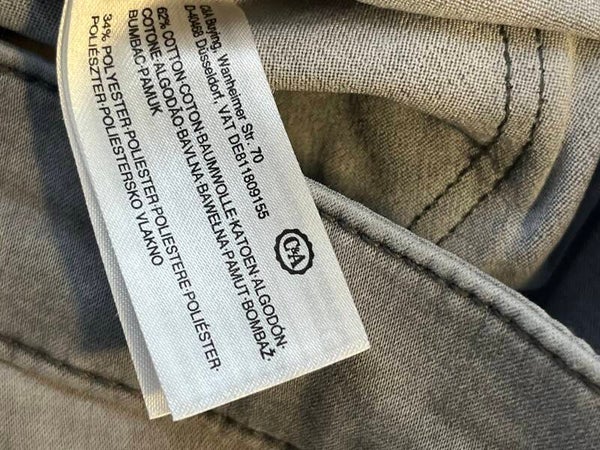 C&A Buying, Wanheimer Str. 70
D-40468 Düsseldorf, VAT DE811809155
C&A
62% COTTON·COTON·BAUMWOLLE·KATOEN·ALGODÓN·
COTONE·ALGODÃO·BAVLNA·BAWEŁNA·PAMUT·BOMBAŽ·
BUMBAC·PAMUK
34% POLYESTER·POLIESTER·POLIESTERE·POLIÉSTER·
POLIÉSZTER·POLIESTERSKO VLAKNO